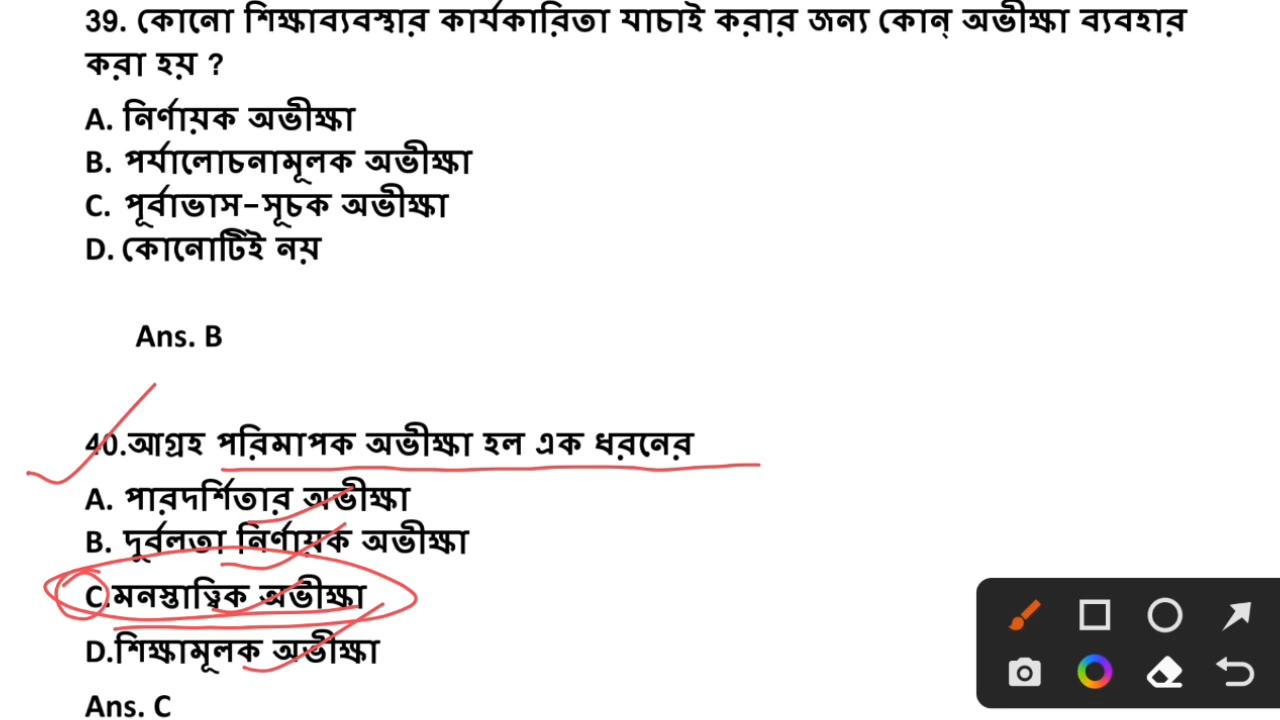 39. কোনো শিক্ষাব্যবস্থার কার্যকারিতা যাচাই করার জন্য কোন্ অভীক্ষা ব্যবহার
করা হয় ?
A. নির্ণায়ক অভীক্ষা
B. পর্যালোচনামূলক অভীক্ষা
C. পূর্বাভাস-সূচক অভীক্ষা
D. কোনোটিই নয়
Ans. B
40.আগ্রহ পরিমাপক অভীক্ষা হল এক ধরনের
A. পারদর্শিতার অভীক্ষা
B. দুর্বলতা নির্ণায়ক অভীক্ষা
C.মনস্তাত্ত্বিক অভীক্ষা
D.শিক্ষামূলক অভীক্ষা
Ans. C